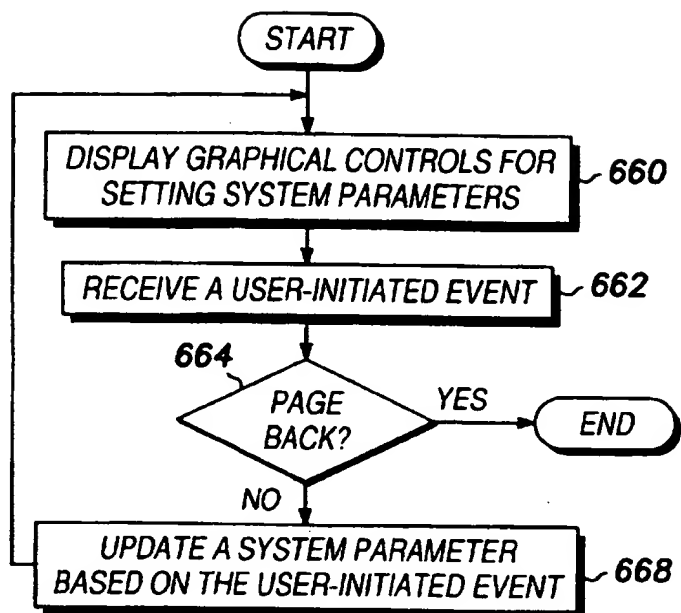 START
DISPLAY GRAPHICAL CONTROLS FOR
SETTING SYSTEM PARAMETERS
660
RECEIVE A USER-INITIATED EVENT
662
664
PAGE
BACK?
YES
END
NO
UPDATE A SYSTEM PARAMETER
BASED ON THE USER-INITIATED EVENT
668